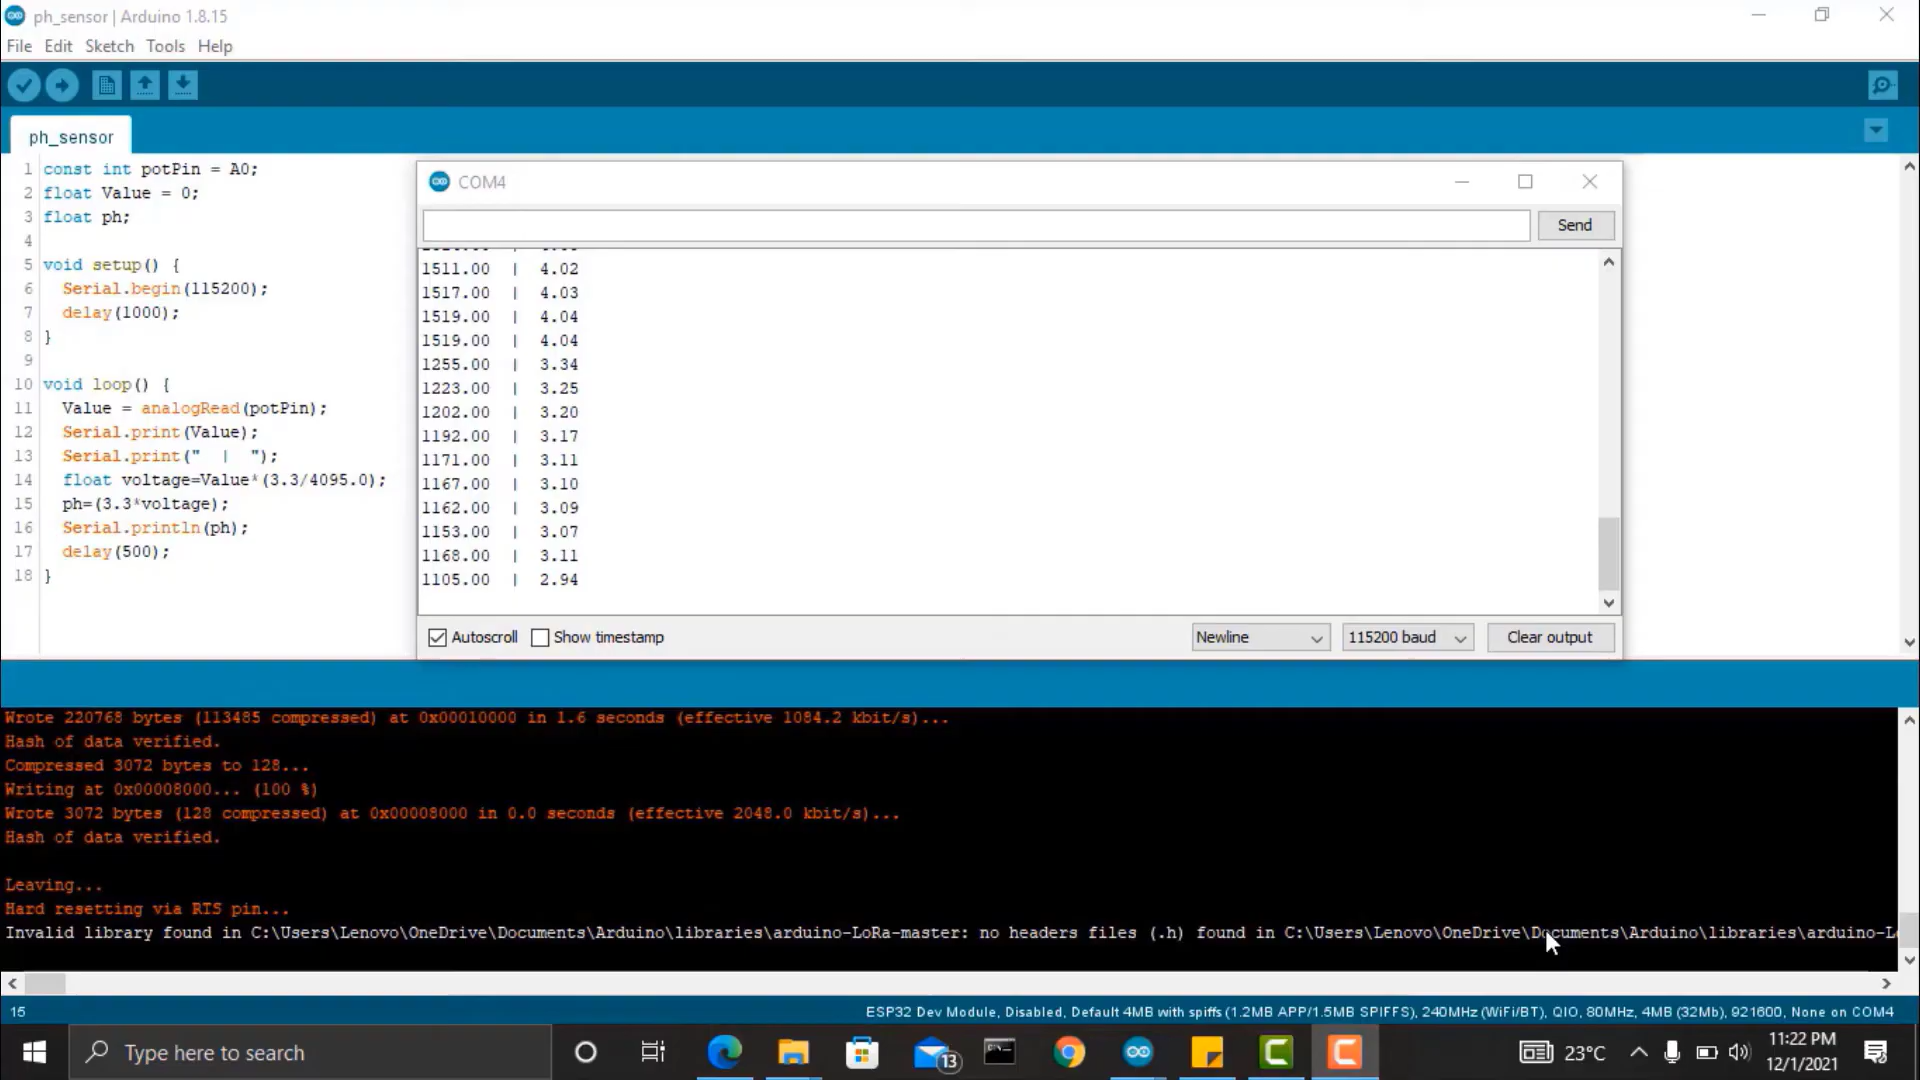 ph_sensor | Arduino 1.8.15
File Edit Sketch Tools Help
ph_sensor
1 const int potPin = A0;
2 float Value = 0;
3 float ph;
4
5 void setup() {
6 Serial.begin(115200);
7 delay(1000);
8 }
9
10 void loop() {
11 Value = analogRead(potPin);
12 Serial.print(Value);
13 Serial.print("  |  ");
14 float voltage=Value*(3.3/4095.0);
15 ph=(3.3*voltage);
16 Serial.println(ph);
17 delay(500);
18 }
COM4
Send
1511.00 | 4.02
1517.00 | 4.03
1519.00 | 4.04
1519.00 | 4.04
1255.00 | 3.34
1223.00 | 3.25
1202.00 | 3.20
1192.00 | 3.17
1171.00 | 3.11
1167.00 | 3.10
1162.00 | 3.09
1153.00 | 3.07
1168.00 | 3.11
1105.00 | 2.94
Autoscroll Show timestamp Newline 115200 baud Clear output
Wrote 220768 bytes (113485 compressed) at 0x00010000 in 1.6 seconds (effective 1084.2 kbit/s)...
Hash of data verified.
Compressed 3072 bytes to 128...
Writing at 0x00008000... (100 %)
Wrote 3072 bytes (128 compressed) at 0x00008000 in 0.0 seconds (effective 2048.0 kbit/s)...
Hash of data verified.
Leaving...
Hard resetting via RTS pin...
Invalid library found in C:\Users\Lenovo\OneDrive\Documents\Arduino\libraries\arduino-LoRa-master: no headers files (.h) found in C:\Users\Lenovo\OneDrive\Documents\Arduino\libraries\arduino-L
15 ESP32 Dev Module, Disabled, Default 4MB with spiffs (1.2MB APP/1.5MB SPIFFS), 240MHz (WiFi/BT), QIO, 80MHz, 4MB (32Mb), 921600, None on COM4
Type here to search 13 23°C 11:22 PM
12/1/2021